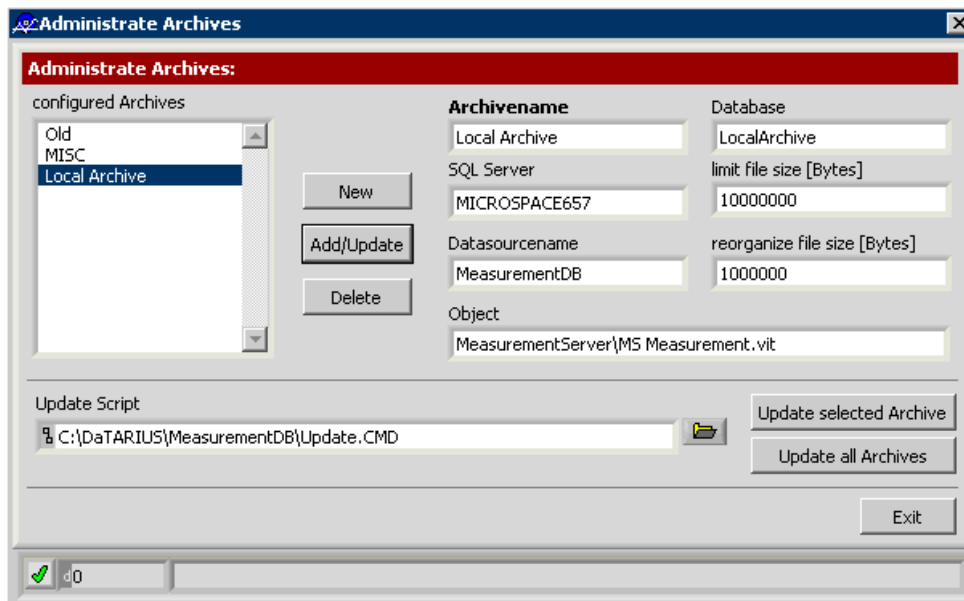 Administrate Archives
Administrate Archives:
configured Archives
Old
MISC
Local Archive
New
Add/Update
Delete
Archivename
Local Archive
Database
LocalArchive
SQL Server
MICROSPACE657
limit file size [Bytes]
10000000
Datasourcename
MeasurementDB
reorganize file size [Bytes]
1000000
Object
MeasurementServer\MS Measurement.vit
Update Script
C:\DaTARIUS\MeasurementDB\Update.CMD
Update selected Archive
Update all Archives
Exit
d0